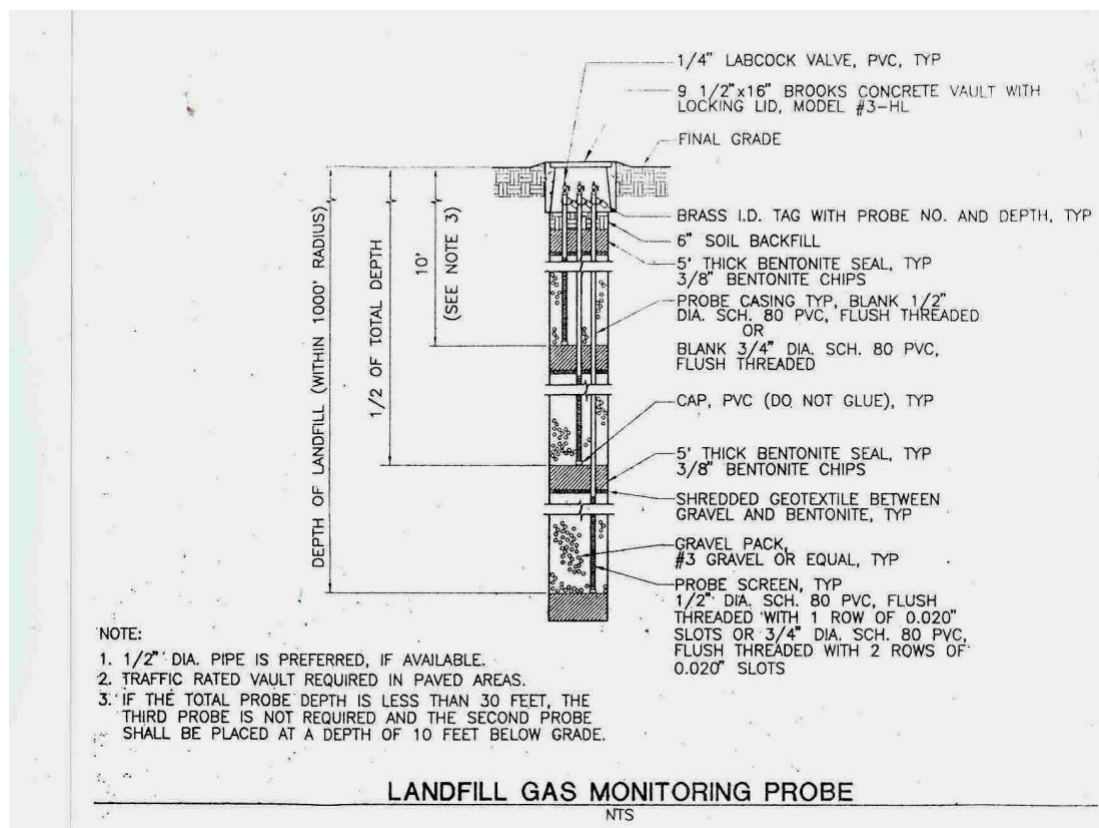 1/4" LABCOCK VALVE, PVC, TYP
9 1/2"x16" BROOKS CONCRETE VAULT WITH
LOCKING LID, MODEL #3-HL
FINAL GRADE
BRASS I.D. TAG WITH PROBE NO. AND DEPTH, TYP
6" SOIL BACKFILL
5' THICK BENTONITE SEAL, TYP
3/8" BENTONITE CHIPS
PROBE CASING TYP, BLANK 1/2"
DIA. SCH. 80 PVC, FLUSH THREADED
OR
BLANK 3/4" DIA. SCH. 80 PVC,
FLUSH THREADED
CAP, PVC (DO NOT GLUE), TYP
5' THICK BENTONITE SEAL, TYP
3/8" BENTONITE CHIPS
SHREDDED GEOTEXTILE BETWEEN
GRAVEL AND BENTONITE, TYP
GRAVEL PACK,
#3 GRAVEL OR EQUAL, TYP
PROBE SCREEN, TYP
1/2" DIA. SCH. 80 PVC, FLUSH
THREADED WITH 1 ROW OF 0.020"
SLOTS OR 3/4" DIA. SCH. 80 PVC,
FLUSH THREADED WITH 2 ROWS OF
0.020" SLOTS
DEPTH OF LANDFILL (WITHIN 1000' RADIUS)
1/2 OF TOTAL DEPTH
10'
(SEE NOTE 3)
NOTE:
1. 1/2" DIA. PIPE IS PREFERRED, IF AVAILABLE.
2. TRAFFIC RATED VAULT REQUIRED IN PAVED AREAS.
3. IF THE TOTAL PROBE DEPTH IS LESS THAN 30 FEET, THE
THIRD PROBE IS NOT REQUIRED AND THE SECOND PROBE
SHALL BE PLACED AT A DEPTH OF 10 FEET BELOW GRADE.
LANDFILL GAS MONITORING PROBE
NTS